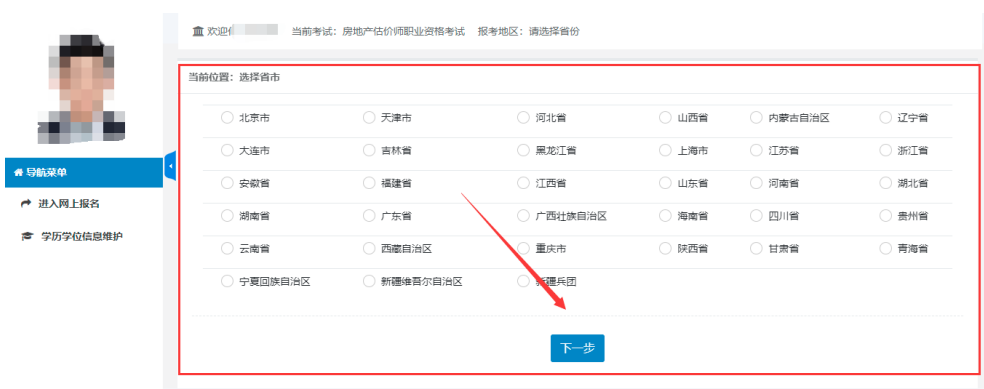 欢迎 当前考试：房地产估价师职业资格考试 报考地区：请选择省份
当前位置：选择省市
北京市 天津市 河北省 山西省 内蒙古自治区 辽宁省
大连市 吉林省 黑龙江省 上海市 江苏省 浙江省
导航菜单
安徽省 福建省 江西省 山东省 河南省 湖北省
进入网上报名
湖南省 广东省 广西壮族自治区 海南省 四川省 贵州省
学历学位信息维护
云南省 西藏自治区 重庆市 陕西省 甘肃省 青海省
宁夏回族自治区 新疆维吾尔自治区 新疆兵团
下一步